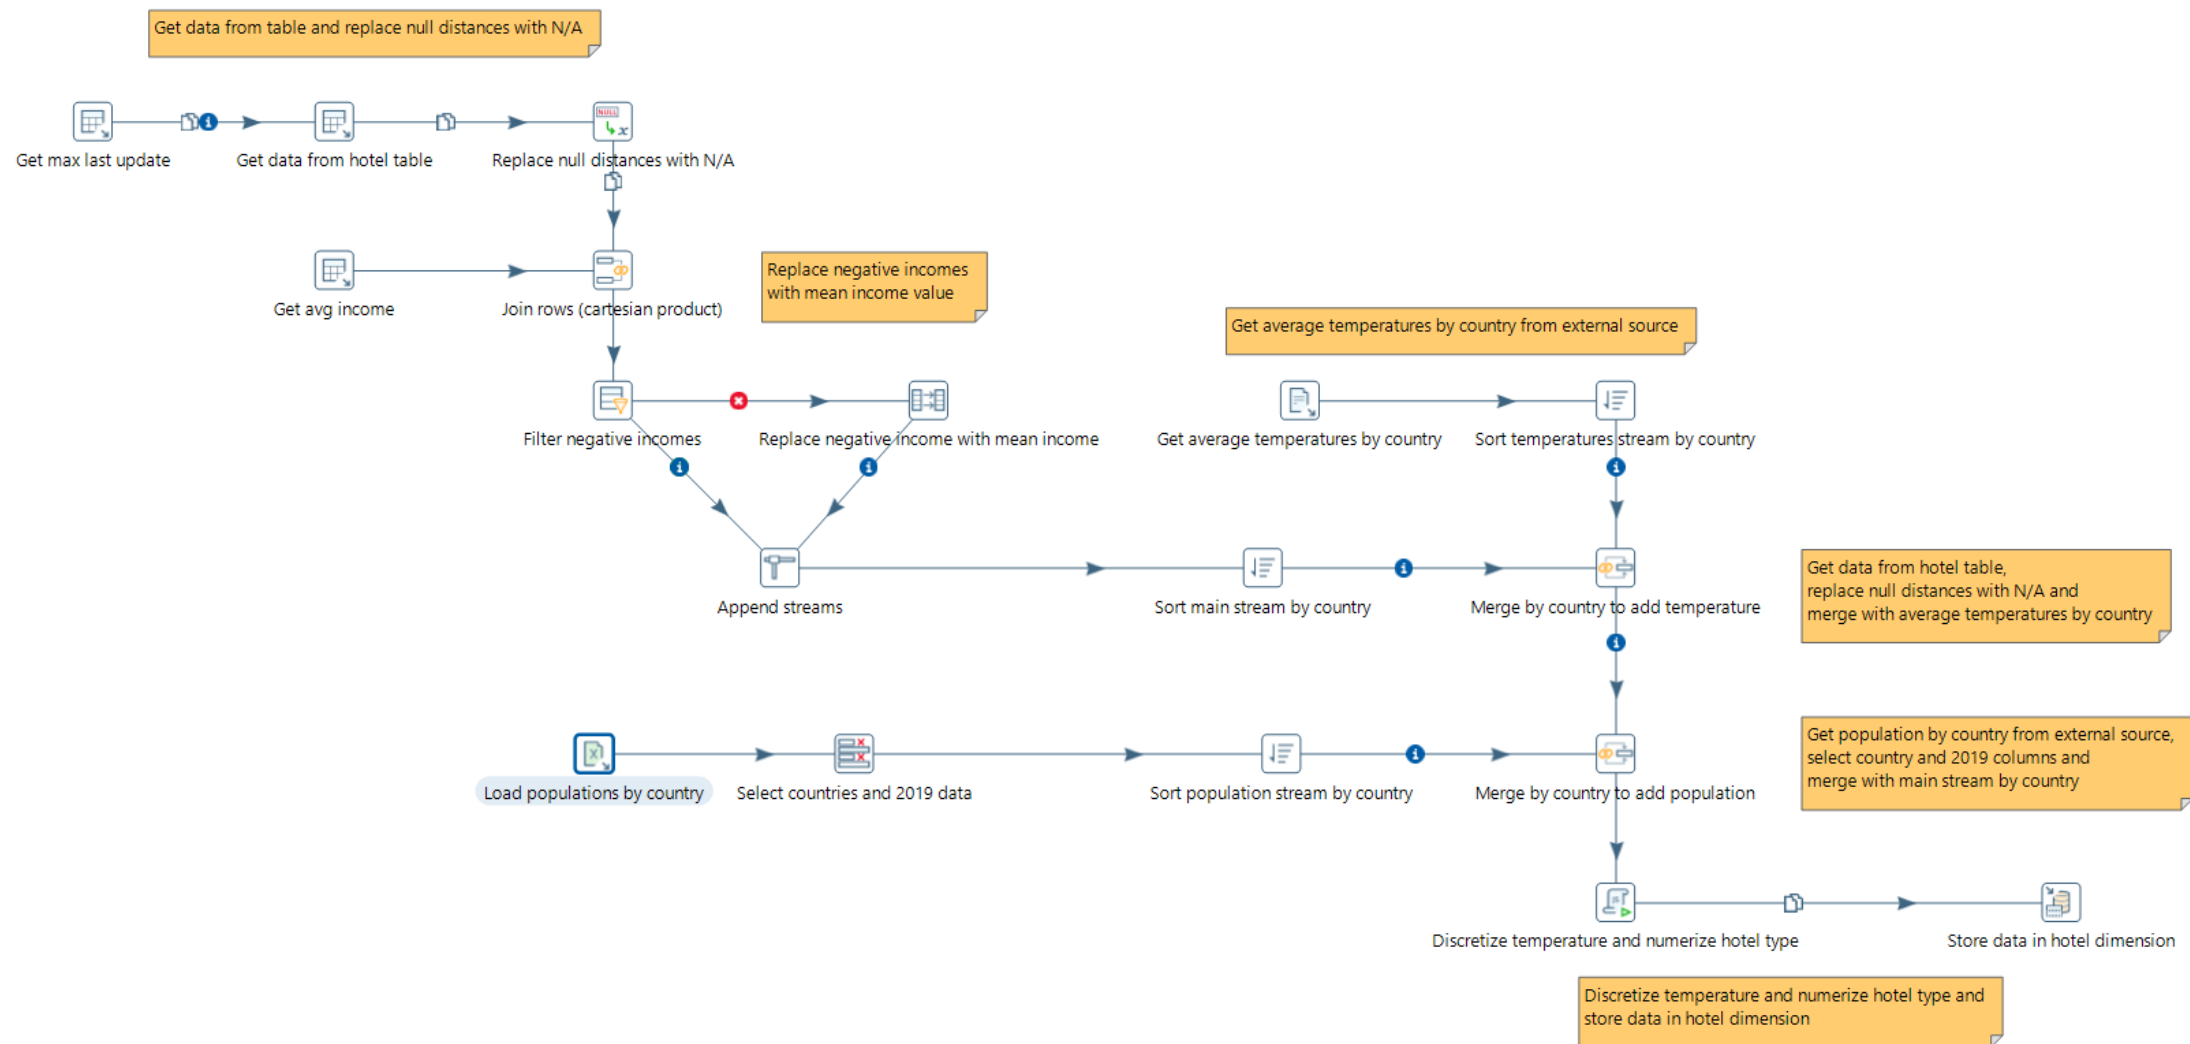 Get data from table and replace null distances with N/A
Get max last update
Get data from hotel table
NULL
x
Replace null distances with N/A
Get avg income
Join rows (cartesian product)
Replace negative incomes
with mean income value
Get average temperatures by country from external source
Filter negative incomes
Replace negative income with mean income
Get average temperatures by country
Sort temperatures stream by country
Append streams
Sort main stream by country
Merge by country to add temperature
Get data from hotel table,
replace null distances with N/A and
merge with average temperatures by country
Load populations by country
Select countries and 2019 data
Sort population stream by country
Merge by country to add population
Get population by country from external source,
select country and 2019 columns and
merge with main stream by country
Discretize temperature and numerize hotel type
Store data in hotel dimension
Discretize temperature and numerize hotel type and
store data in hotel dimension